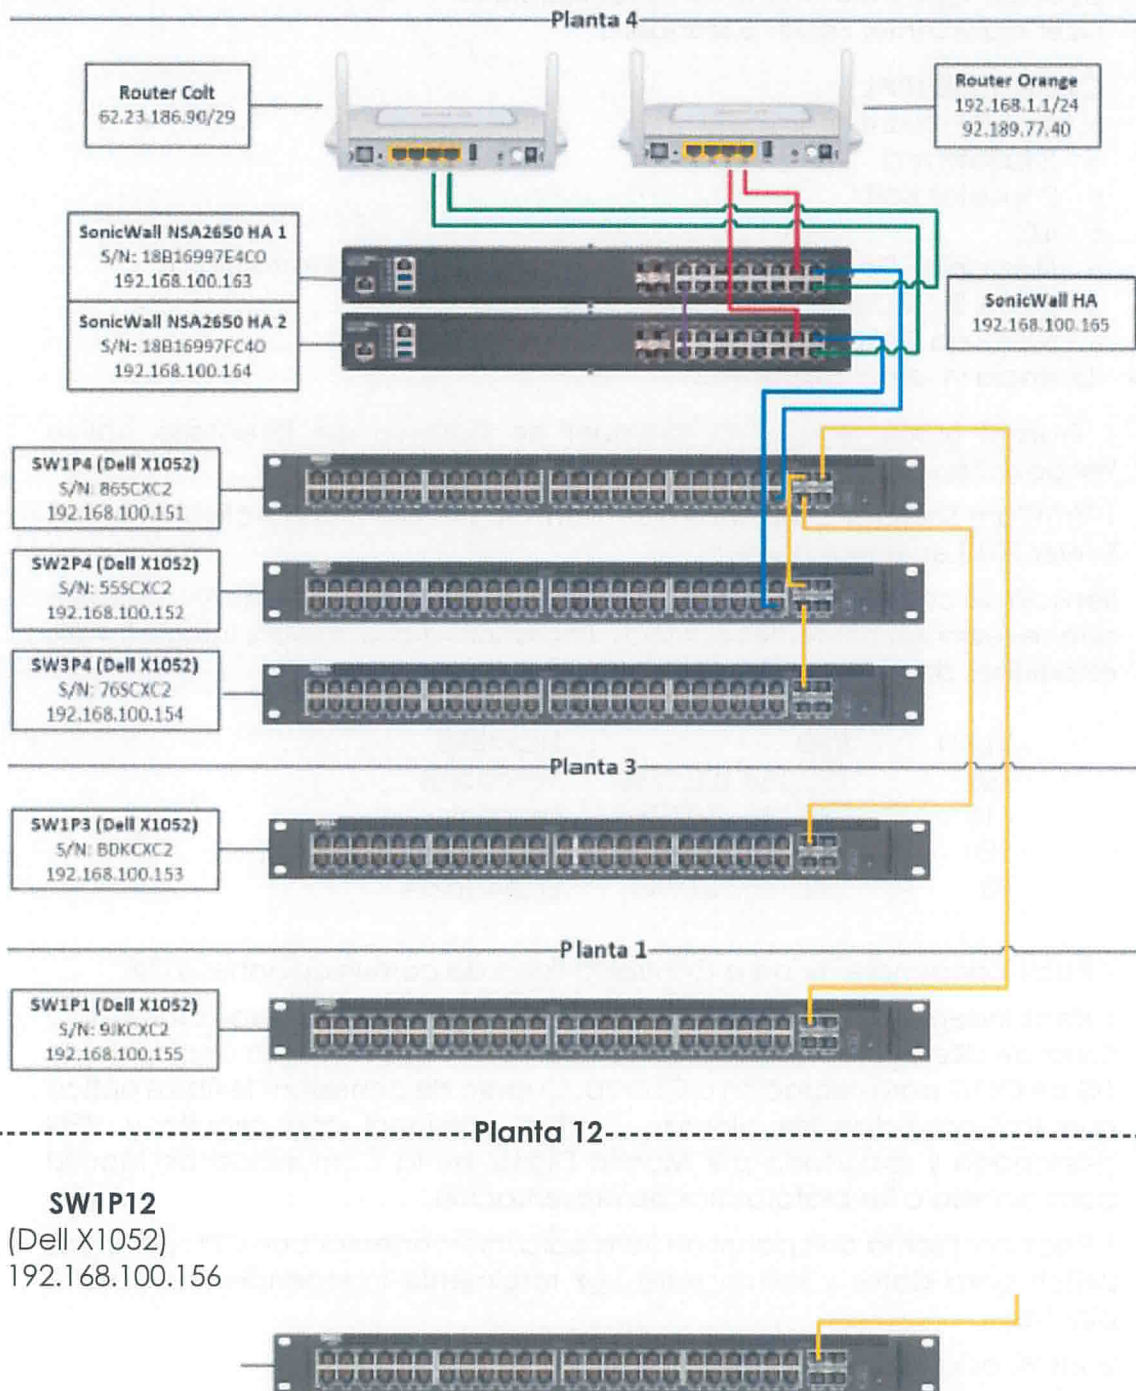 Planta 4
Router Colt
62.23.186.90/29
Router Orange
192.168.1.1/24
92.189.77.40
SonicWall NSA2650 HA 1
S/N: 18B16997E4C0
192.168.100.163
SonicWall NSA2650 HA 2
S/N: 18B16997FC40
192.168.100.164
SonicWall HA
192.168.100.165
SW1P4 (Dell X1052)
S/N: 865CXC2
192.168.100.151
SW2P4 (Dell X1052)
S/N: 555CXC2
192.168.100.152
SW3P4 (Dell X1052)
S/N: 765CXC2
192.168.100.154
Planta 3
SW1P3 (Dell X1052)
S/N: BDKCXC2
192.168.100.153
Planta 1
SW1P1 (Dell X1052)
S/N: 9JKCXC2
192.168.100.155
Planta 12
SW1P12
(Dell X1052)
192.168.100.156